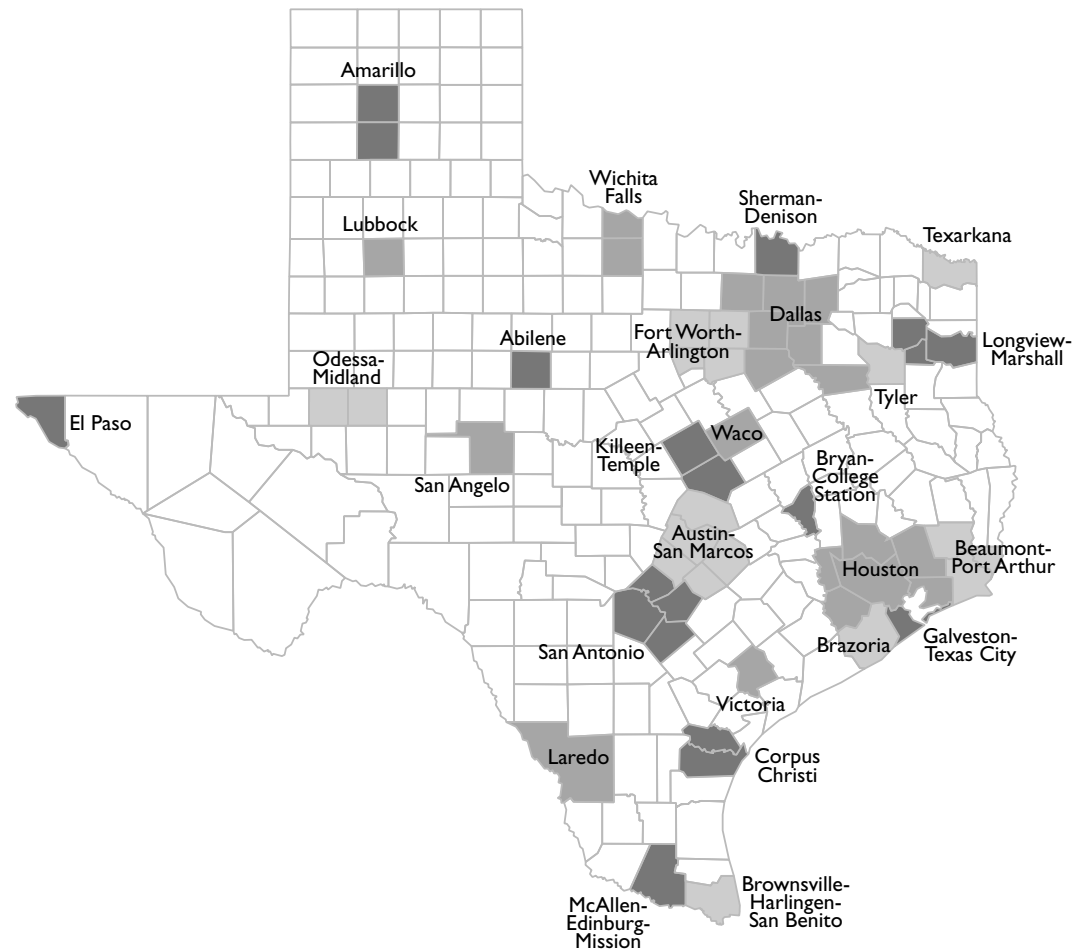 Amarillo
Wichita
Falls
Sherman-
Denison
Lubbock
Texarkana
Dallas
Abilene
Fort Worth-
Arlington
Longview-
Marshall
Odessa-
Midland
Tyler
El Paso
Waco
Killeen-
Temple
Bryan-
College
Station
San Angelo
Austin-
San Marcos
Beaumont-
Port Arthur
Houston
San Antonio
Brazoria
Galveston-
Texas City
Victoria
Laredo
Corpus
Christi
McAllen-
Edinburg-
Mission
Brownsville-
Harlingen-
San Benito